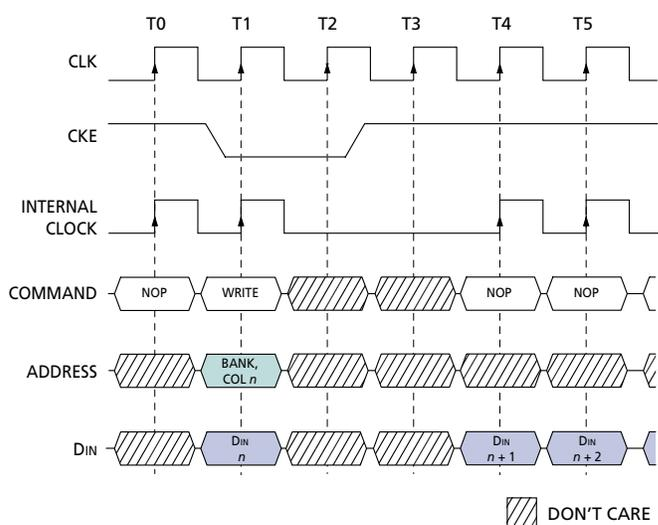 T0 T1 T2 T3 T4 T5
CLK
CKE
INTERNAL
CLOCK
COMMAND NOP WRITE NOP NOP
ADDRESS BANK,
COL n
DIN DIN
n DIN
n + 1 DIN
n + 2
DON'T CARE